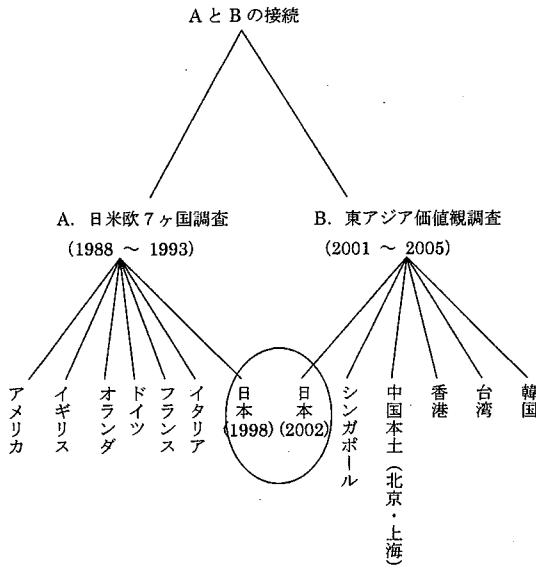 AとBの接続
A. 日米欧7ヶ国調査
(1988 〜 1993)
B. 東アジア価値観調査
(2001 〜 2005)
アメリカ
イギリス
オランダ
ドイツ
フランス
イタリア
日本
(1998)
日本
(2002)
シンガポール
中国本土(北京・上海)
香港
台湾
韓国